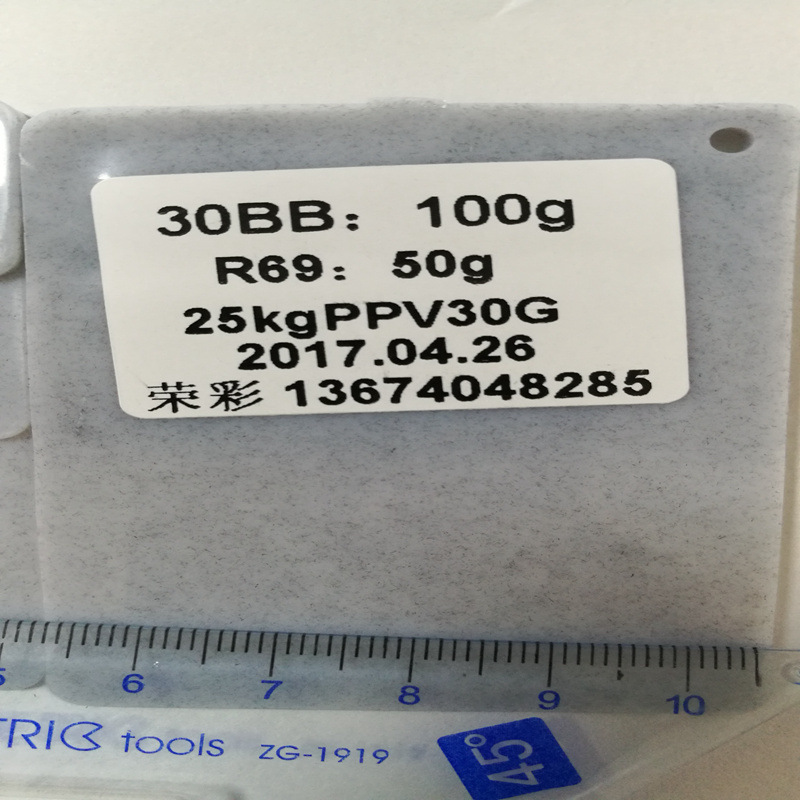 30BB: 100g
R69: 50g
25kgPPV30G
2017.04.26
荣彩 13674048285
5 6 7 8 9 10
tools ZG-1919
45°